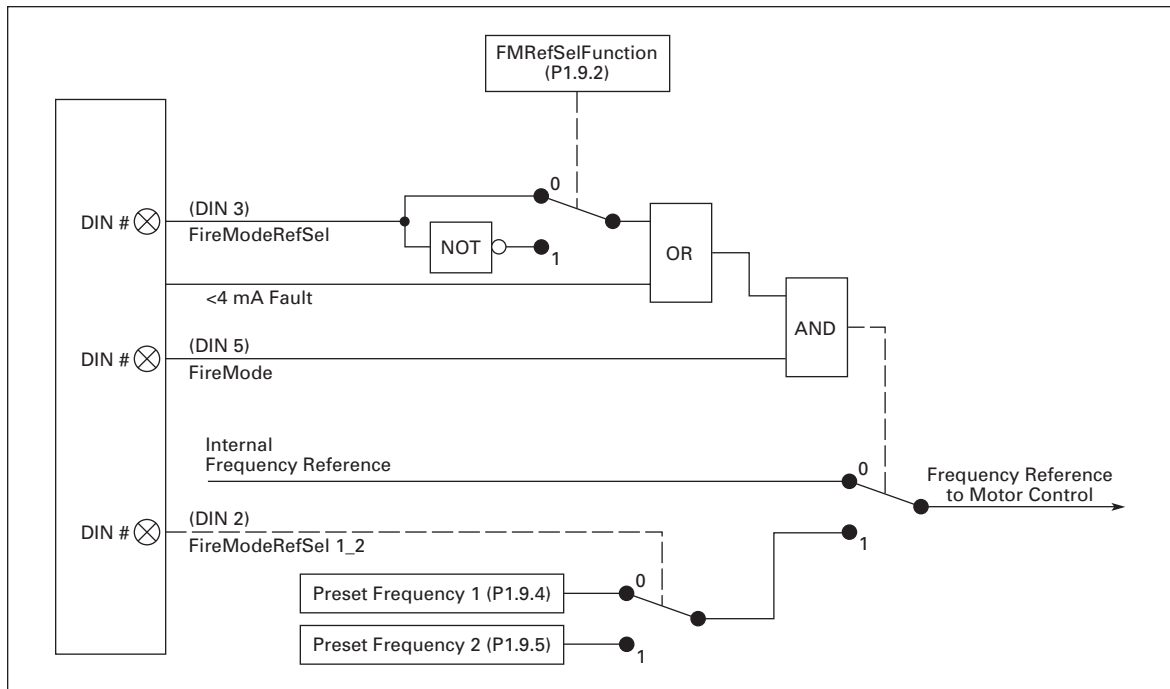 FMRefSelFunction
(P1.9.2)
0
(DIN 3)
DIN #
FireModeRefSel
NOT
1
OR
<4 mA Fault
AND
(DIN 5)
DIN #
FireMode
Internal
Frequency Reference
0
Frequency Reference
to Motor Control
(DIN 2)
DIN #
FireModeRefSel 1_2
1
0
Preset Frequency 1 (P1.9.4)
Preset Frequency 2 (P1.9.5)
1